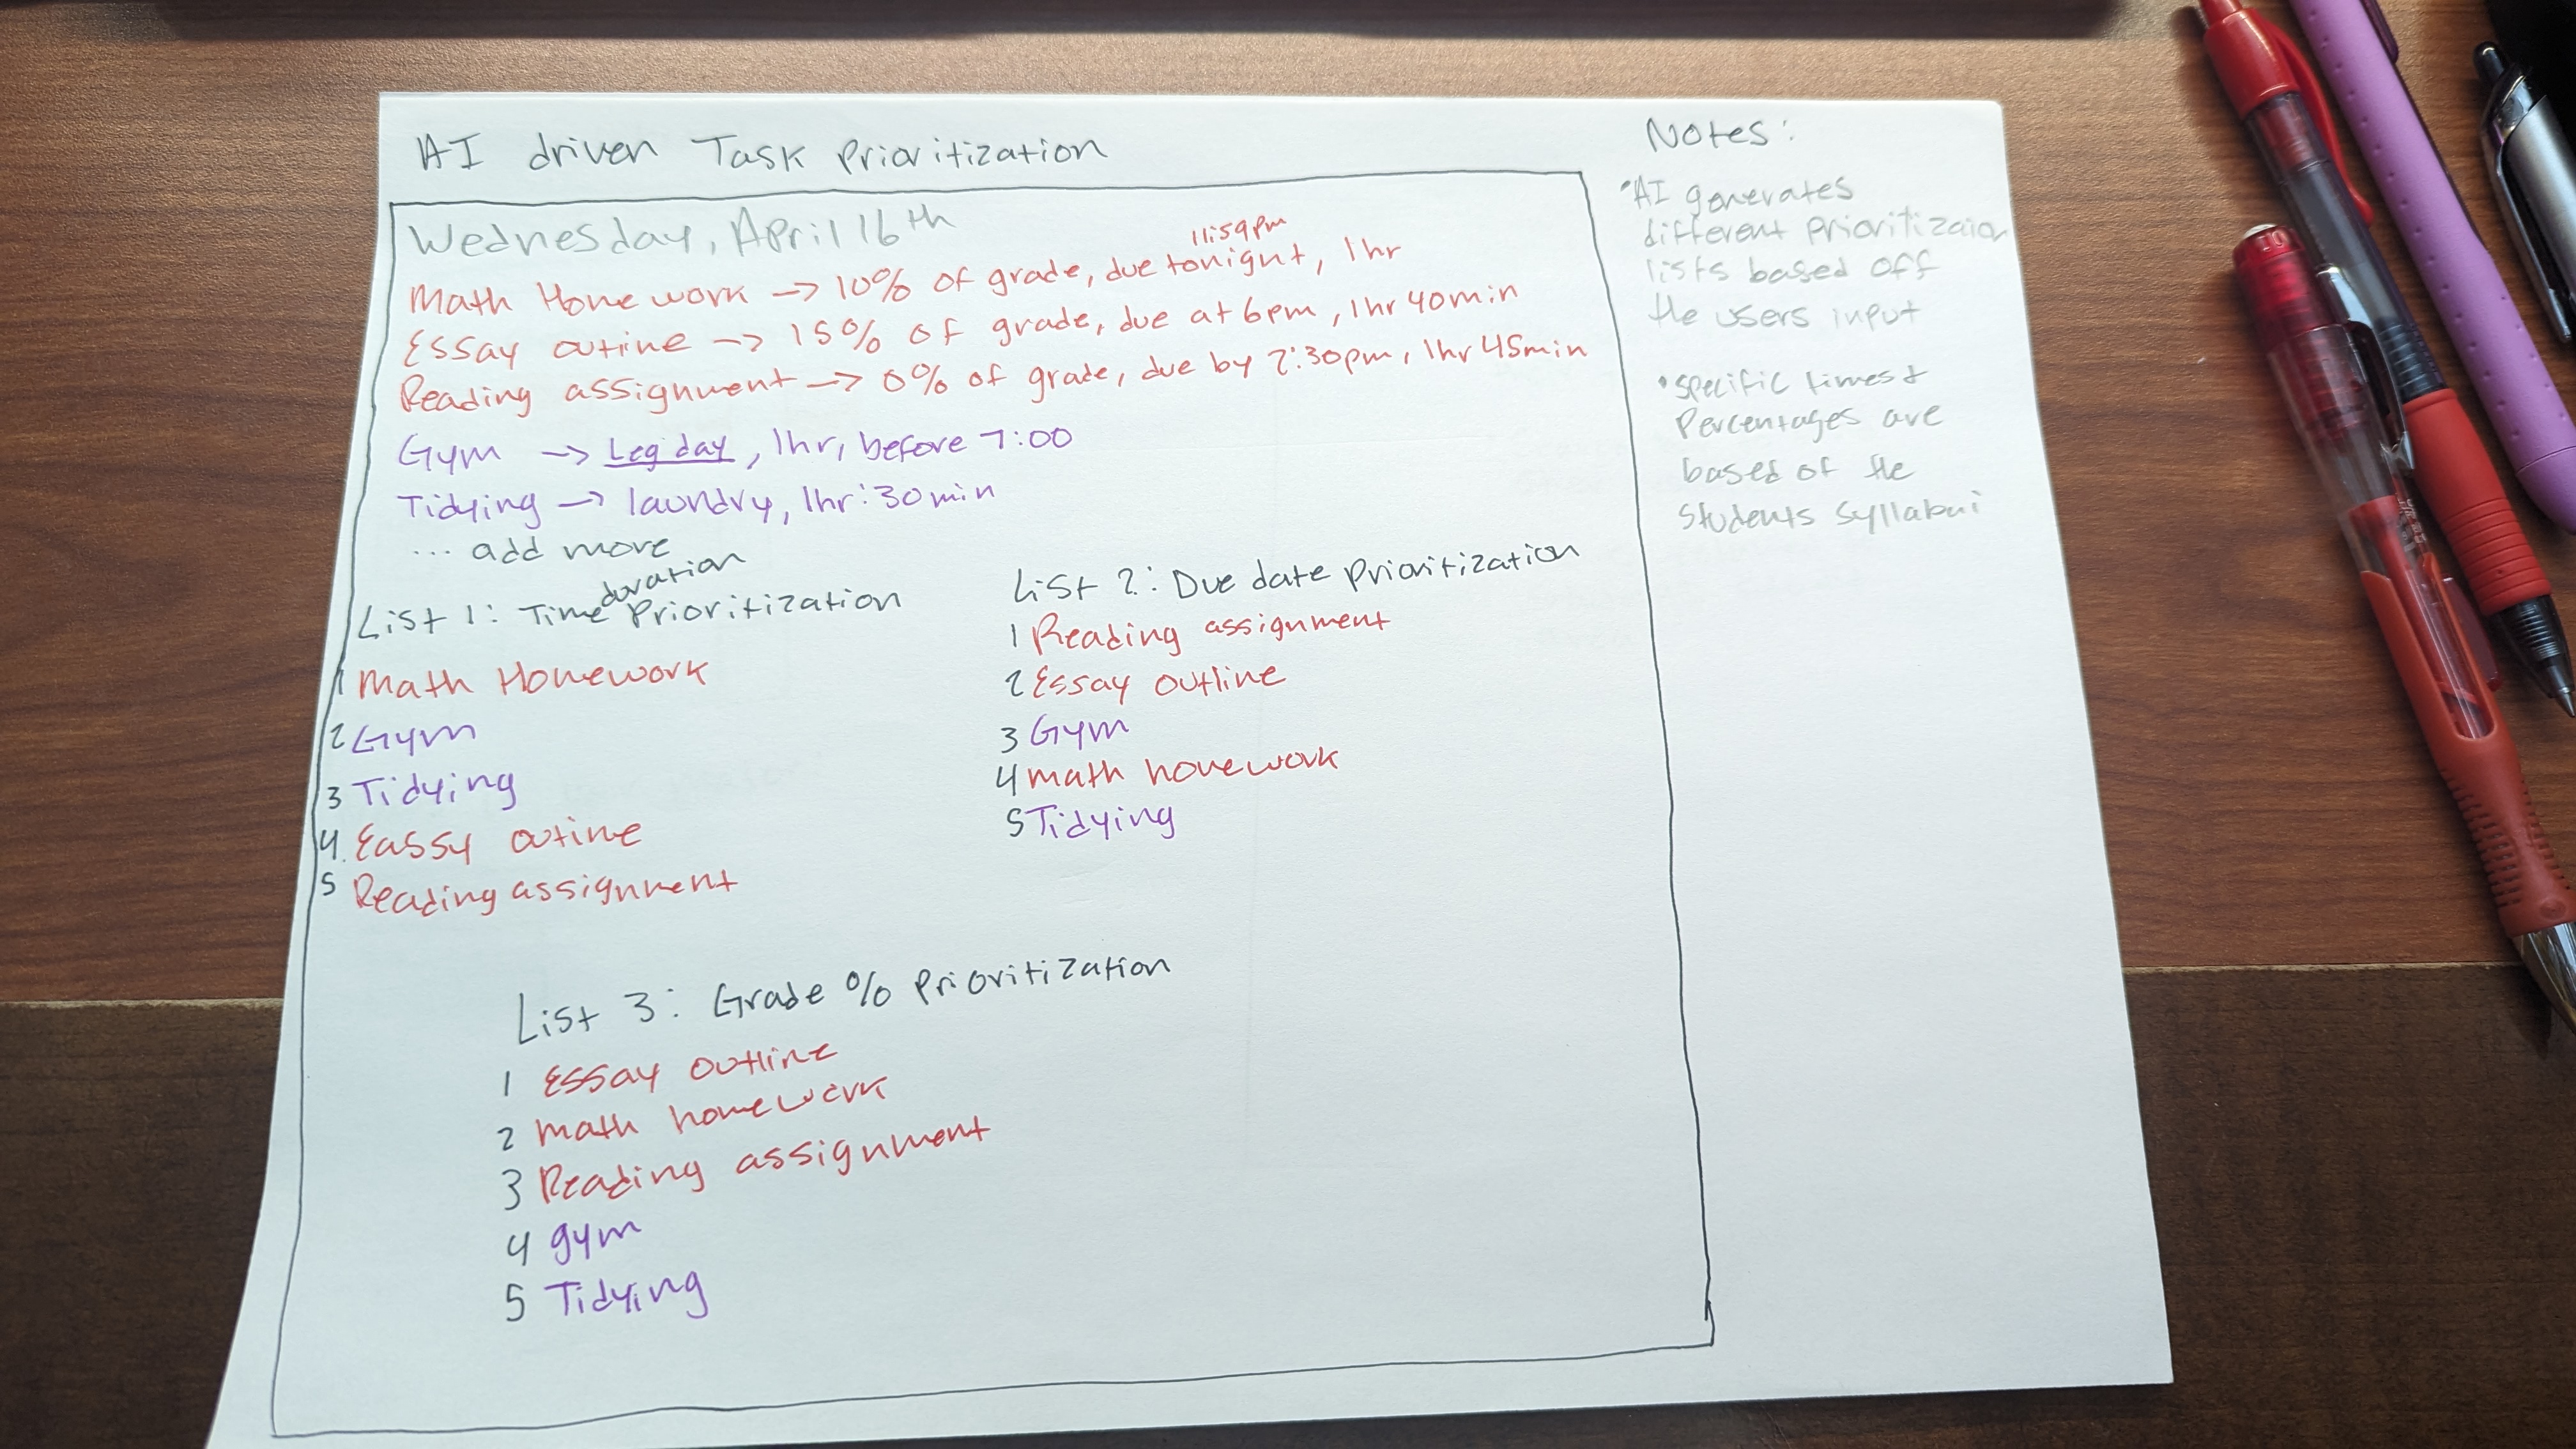 AI driven Task Prioritization
Wednesday, April 16th
11:59pm
Math Homework -> 10% of grade, due tonight, 1hr
Essay outine -> 15% of grade, due at 6pm, 1hr 40min
Reading assignment -> 0% of grade, due by 2:30pm, 1hr 45min
Gym -> Leg day, 1hr, before 7:00
Tidying -> laundry, 1hr:30min
... add more
List 1: Time duration Prioritization
1 Math Homework
2 Gym
3 Tidying
4. Eassy outine
5 Reading assignment
List 2: Due date Prioritization
1 Reading assignment
2 Essay outline
3 Gym
4 math homework
5 Tidying
List 3: Grade % Prioritization
1 Essay outline
2 math homework
3 Reading assignment
4 gym
5 Tidying
Notes:
• AI generates
different Prioritizaion
lists based off
the users input
• specific times &
Percentages are
based of the
Students syllabui